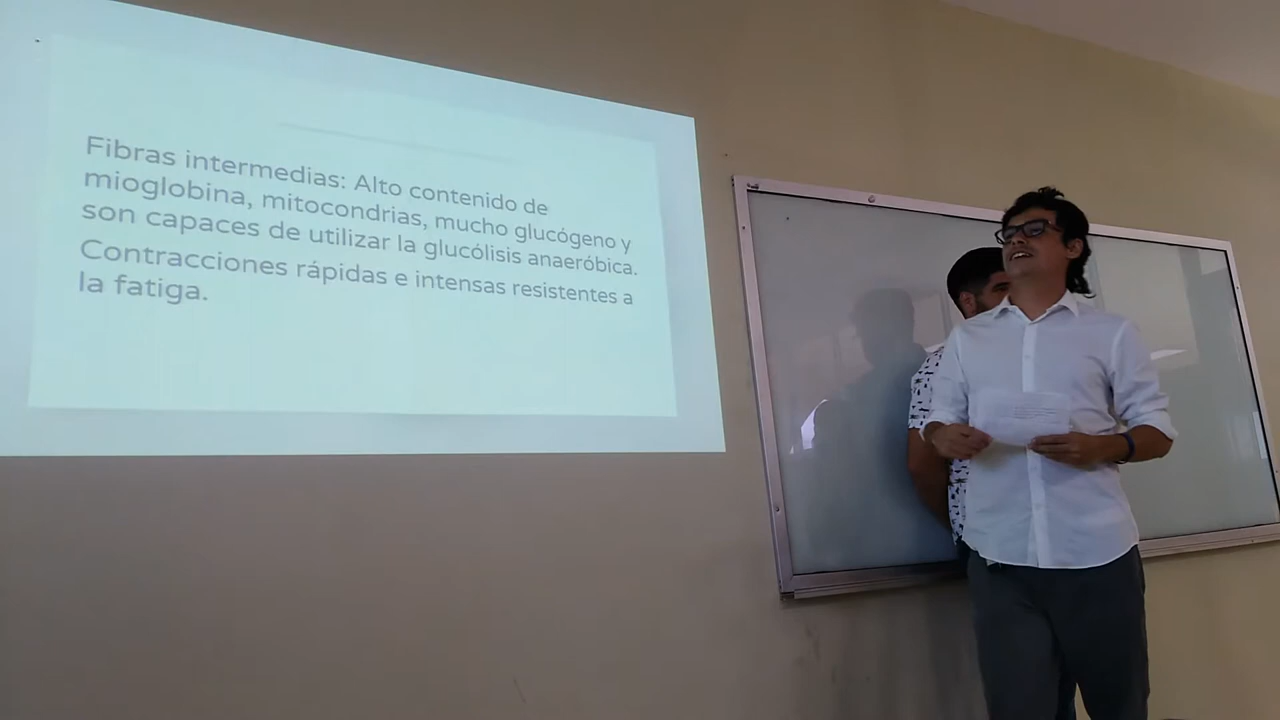 Fibras intermedias: Alto contenido de
mioglobina, mitocondrias, mucho glucógeno y
son capaces de utilizar la glucólisis anaeróbica.
Contracciones rápidas e intensas resistentes a
la fatiga.